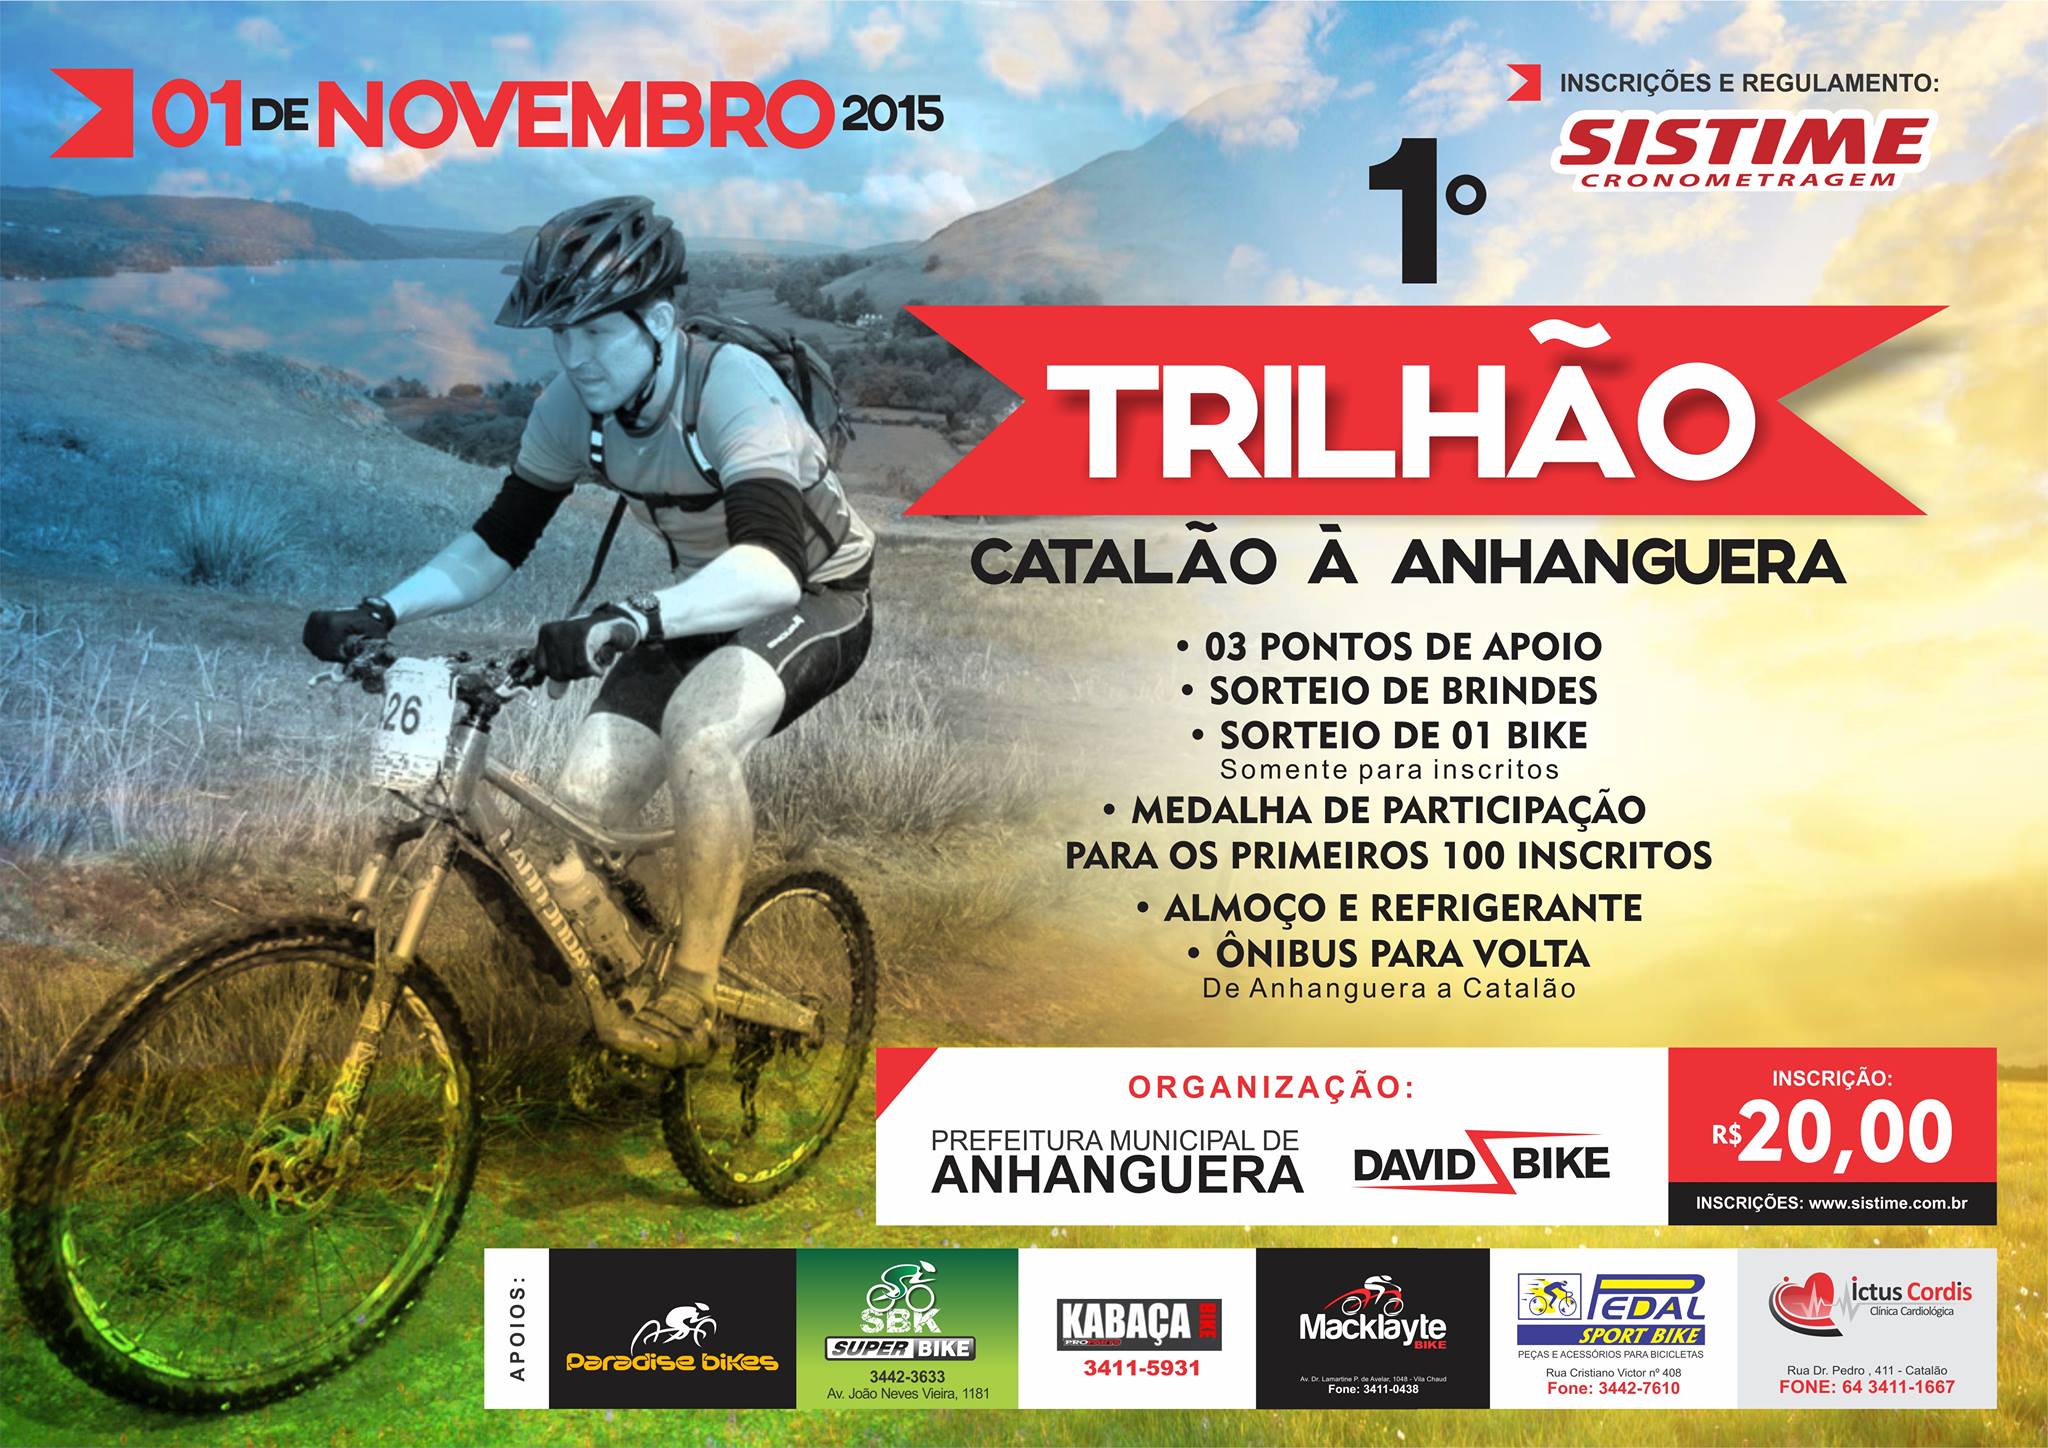 01 DE NOVEMBRO 2015
INSCRIÇÕES E REGULAMENTO:
SISTIME
CRONOMETRAGEM
1º
TRILHÃO
CATALÃO À ANHANGUERA
• 03 PONTOS DE APOIO
• SORTEIO DE BRINDES
• SORTEIO DE 01 BIKE
Somente para inscritos
• MEDALHA DE PARTICIPAÇÃO
PARA OS PRIMEIROS 100 INSCRITOS
• ALMOÇO E REFRIGERANTE
• ÔNIBUS PARA VOLTA
De Anhanguera a Catalão
26
ORGANIZAÇÃO:
PREFEITURA MUNICIPAL DE
ANHANGUERA
DAVID BIKE
INSCRIÇÃO:
R$20,00
INSCRIÇÕES: www.sistime.com.br
APOIOS:
Paradise bikes
SBK
SUPER BIKE
3442-3633
Av. João Neves Vieira, 1181
KABAÇA BIKE
PROPARTS
3411-5931
Macklayte
BIKE
Av. Dr. Lamartine P. de Avelar, 1048 - Vila Chaud
Fone: 3411-0438
PEDAL
SPORT BIKE
PEÇAS E ACESSÓRIOS PARA BICICLETAS
Rua Cristiano Victor nº 408
Fone: 3442-7610
Íctus Cordis
Clínica Cardiológica
Rua Dr. Pedro , 411 - Catalão
FONE: 64 3411-1667